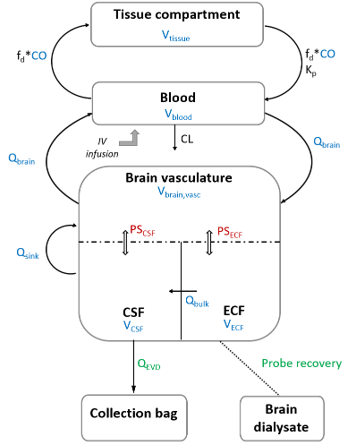 Tissue compartment
Vtissue
fd*CO
fd*CO
Kp
Blood
Vblood
IV
infusion
CL
Qbrain
Qbrain
Brain vasculature
Vbrain,vasc
PSCSF
PSECF
Qsink
Qbulk
CSF
VCSF
ECF
VECF
QEVD
Probe recovery
Collection bag
Brain
dialysate